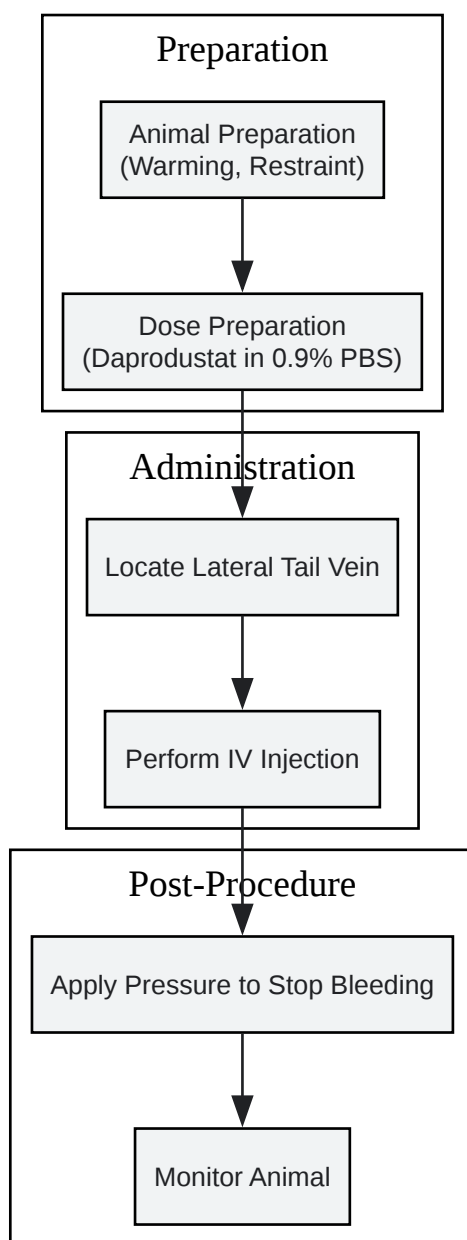 Preparation
Animal Preparation
(Warming, Restraint)
Dose Preparation
(Daprodustat in 0.9% PBS)
Administration
Locate Lateral Tail Vein
Perform IV Injection
Post-Procedure
Apply Pressure to Stop Bleeding
Monitor Animal